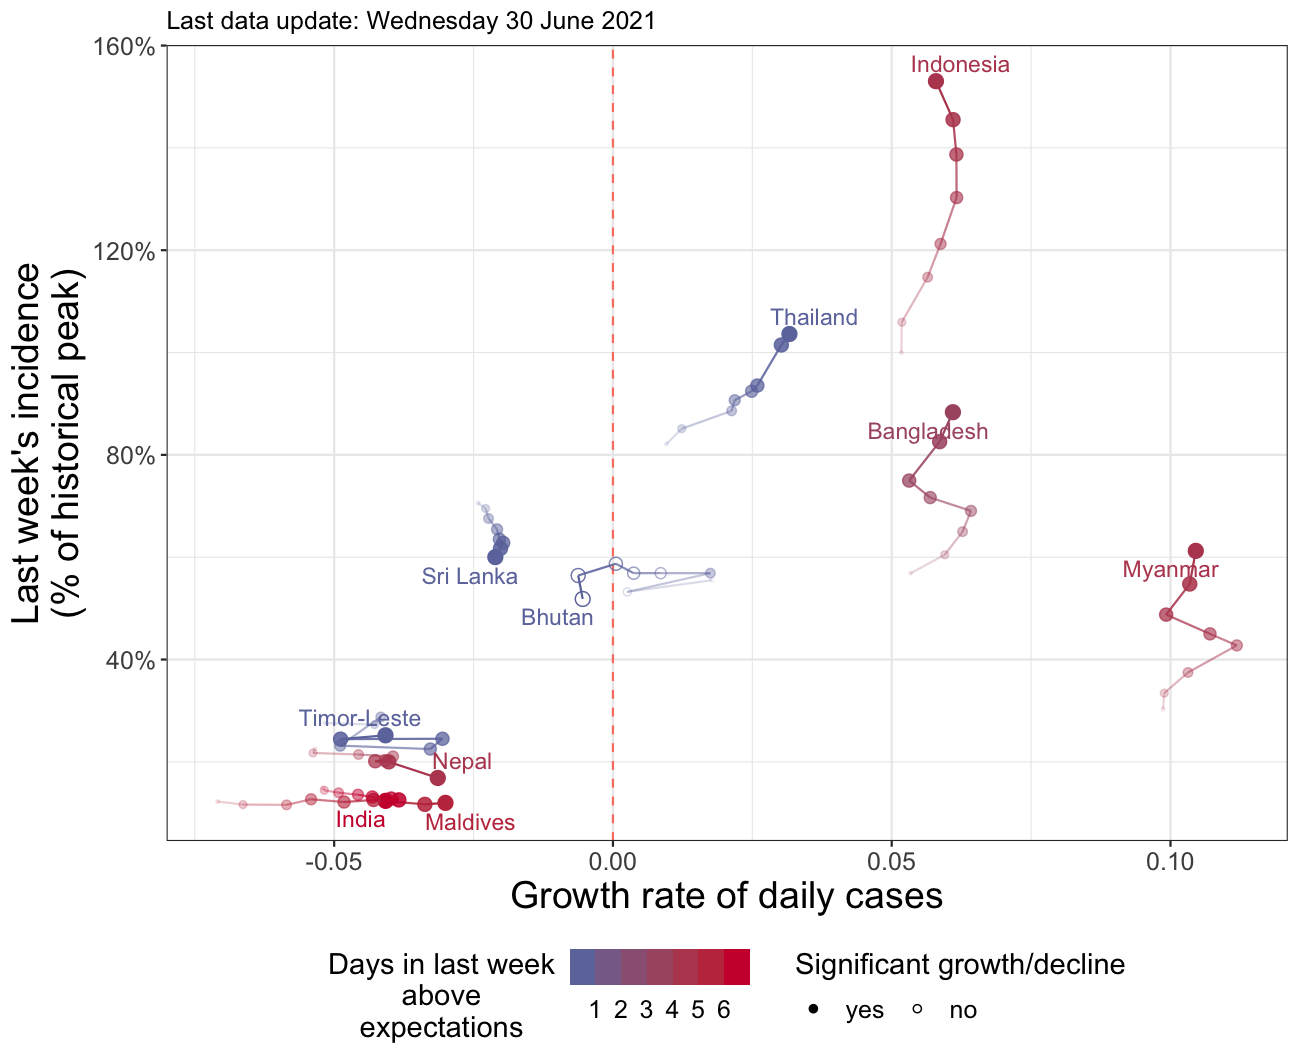 Last data update: Wednesday 30 June 2021
160%
120%
80%
40%
Last week's incidence
(% of historical peak)
Indonesia
Thailand
Bangladesh
Sri Lanka
Bhutan
Myanmar
Timor-Leste
Nepal
India
Maldives
-0.05 0.00 0.05 0.10
Growth rate of daily cases
Days in last week
above
expectations
1 2 3 4 5 6
Significant growth/decline
yes no